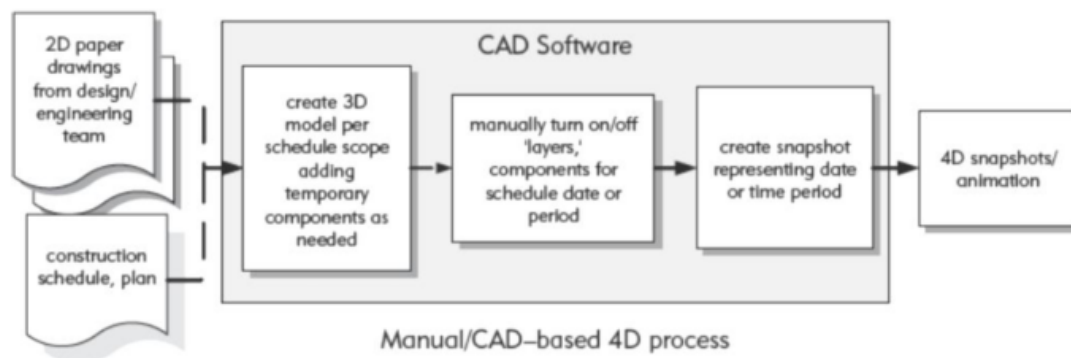 2D paper
drawings
from design/
engineering
team
construction
schedule, plan
CAD Software
create 3D
model per
schedule scope
adding
temporary
components as
needed
manually turn on/off
'layers,'
components for
schedule date or
period
create snapshot
representing date
or time period
4D snapshots/
animation
Manual/CAD–based 4D process